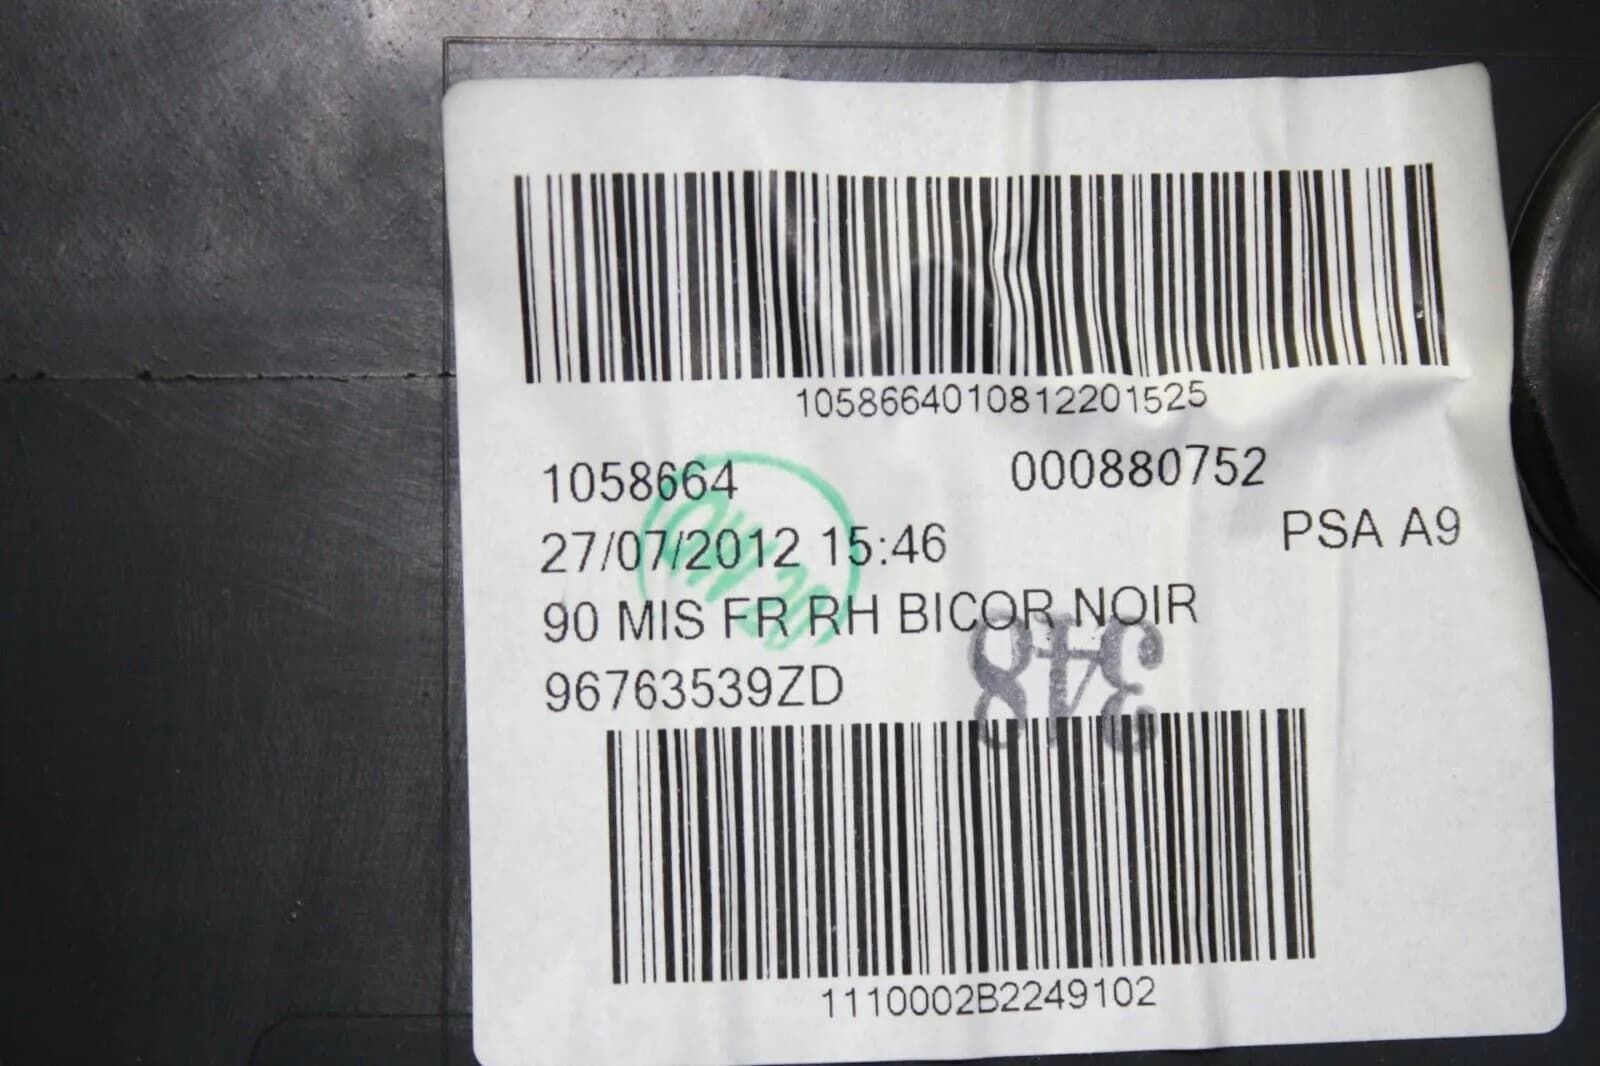 1058664010812201525
1058664 000880752
27/07/2012 15:46 PSA A9
90 MIS FR RH BICOR NOIR
348
96763539ZD
1110002B2249102